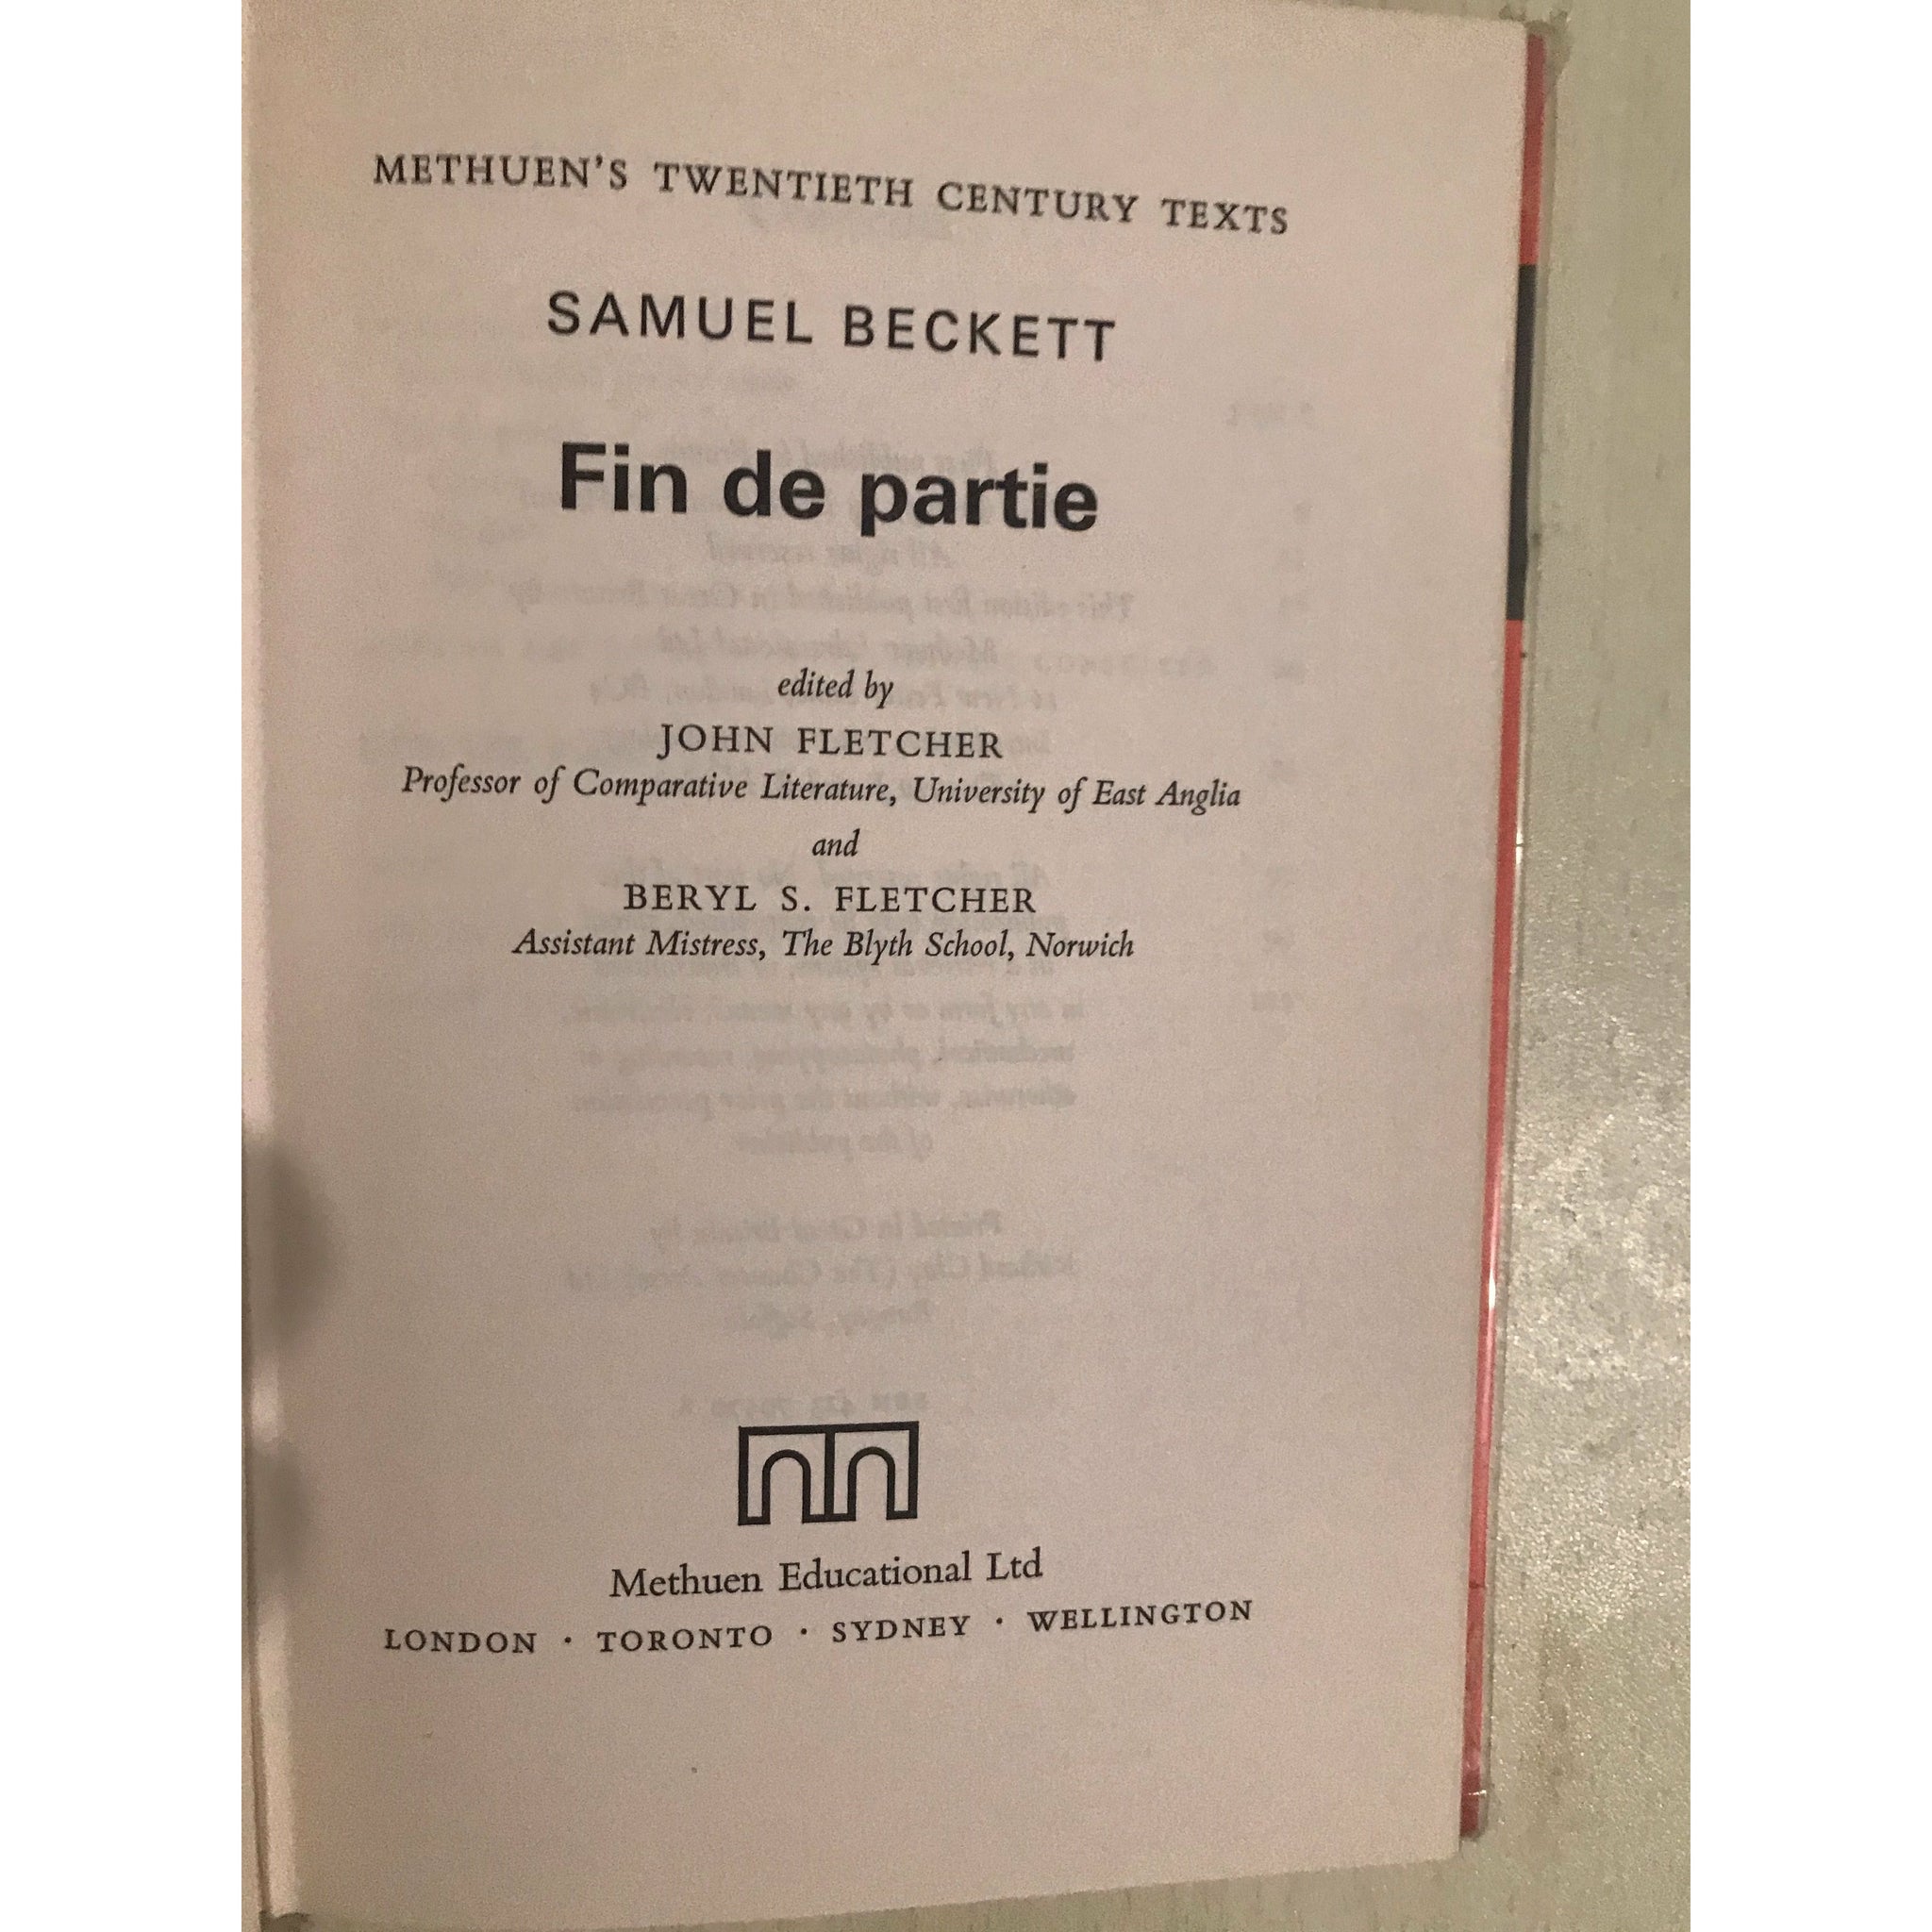 METHUEN'S TWENTIETH CENTURY TEXTS
SAMUEL BECKETT
Fin de partie
edited by
JOHN FLETCHER
Professor of Comparative Literature, University of East Anglia
and
BERYL S. FLETCHER
Assistant Mistress, The Blyth School, Norwich
Methuen Educational Ltd
LONDON · TORONTO · SYDNEY · WELLINGTON